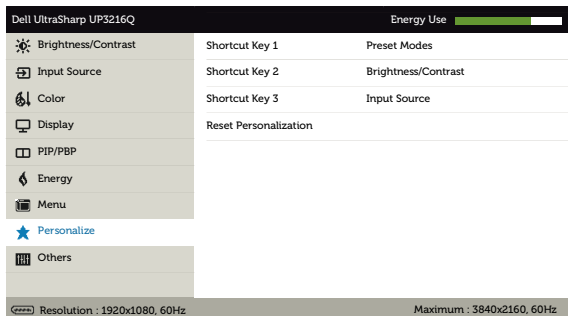 Dell UltraSharp UP3216Q Energy Use
Brightness/Contrast
Input Source
Color
Display
PIP/PBP
Energy
Menu
Personalize
Others
Shortcut Key 1 Preset Modes
Shortcut Key 2 Brightness/Contrast
Shortcut Key 3 Input Source
Reset Personalization
Resolution : 1920x1080, 60Hz Maximum : 3840x2160, 60Hz